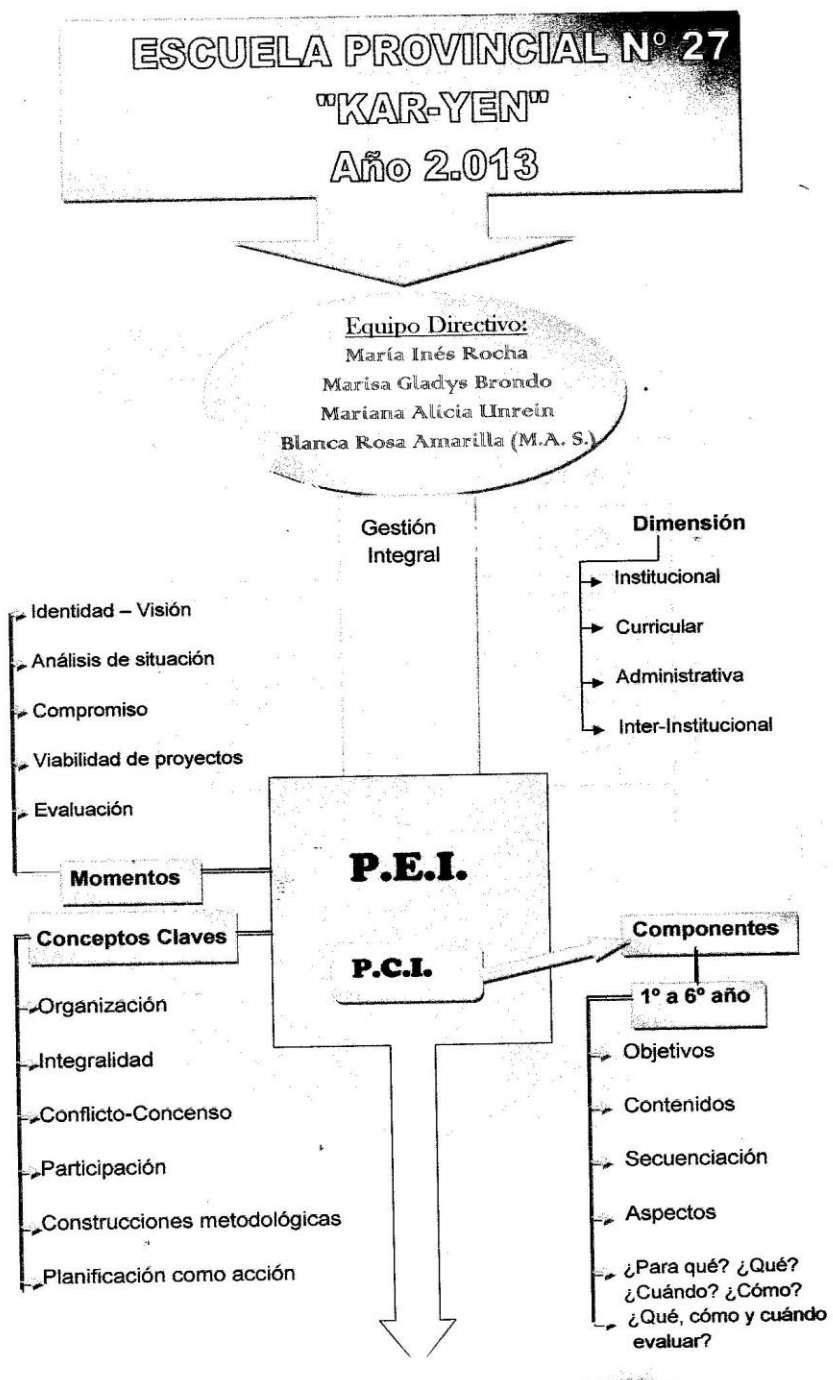 ESCUELA PROVINCIAL Nº 27
"KAR-YEN"
Año 2.013
Equipo Directivo:
María Inés Rocha
Marisa Gladys Brondo
Mariana Alicia Unrein
Blanca Rosa Amarilla (M.A. S.)
Gestión
Integral
Dimensión
Institucional
Curricular
Administrativa
Inter-Institucional
Identidad – Visión
Análisis de situación
Compromiso
Viabilidad de proyectos
Evaluación
Momentos
P.E.I.
Conceptos Claves
Organización
Integralidad
Conflicto-Concenso
Participación
Construcciones metodológicas
Planificación como acción
P.C.I.
Componentes
1º a 6º año
Objetivos
Contenidos
Secuenciación
Aspectos
¿Para qué? ¿Qué?
¿Cuándo? ¿Cómo?
¿Qué, cómo y cuándo
evaluar?